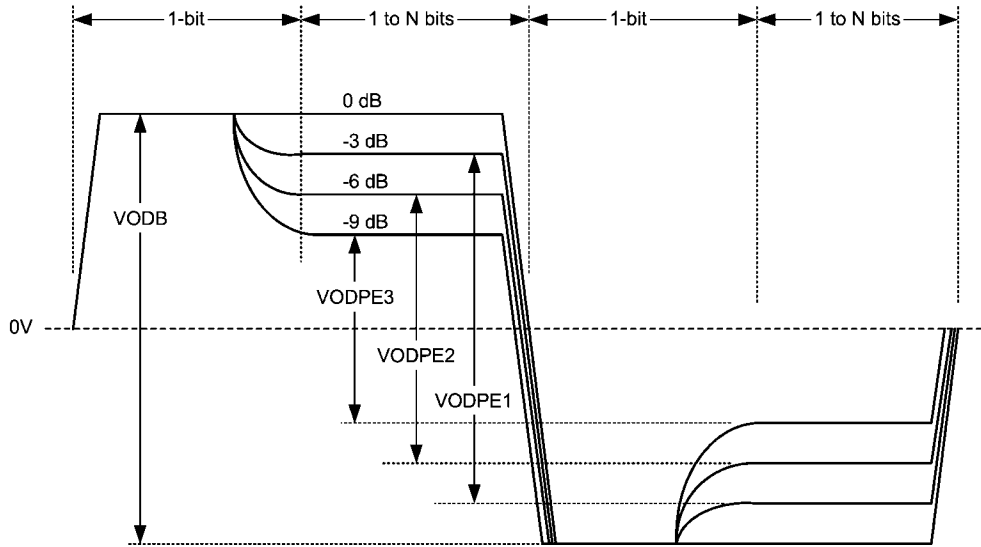 1-bit
1 to N bits
1-bit
1 to N bits
0 dB
-3 dB
-6 dB
-9 dB
VODB
VODPE3
0V
VODPE2
VODPE1